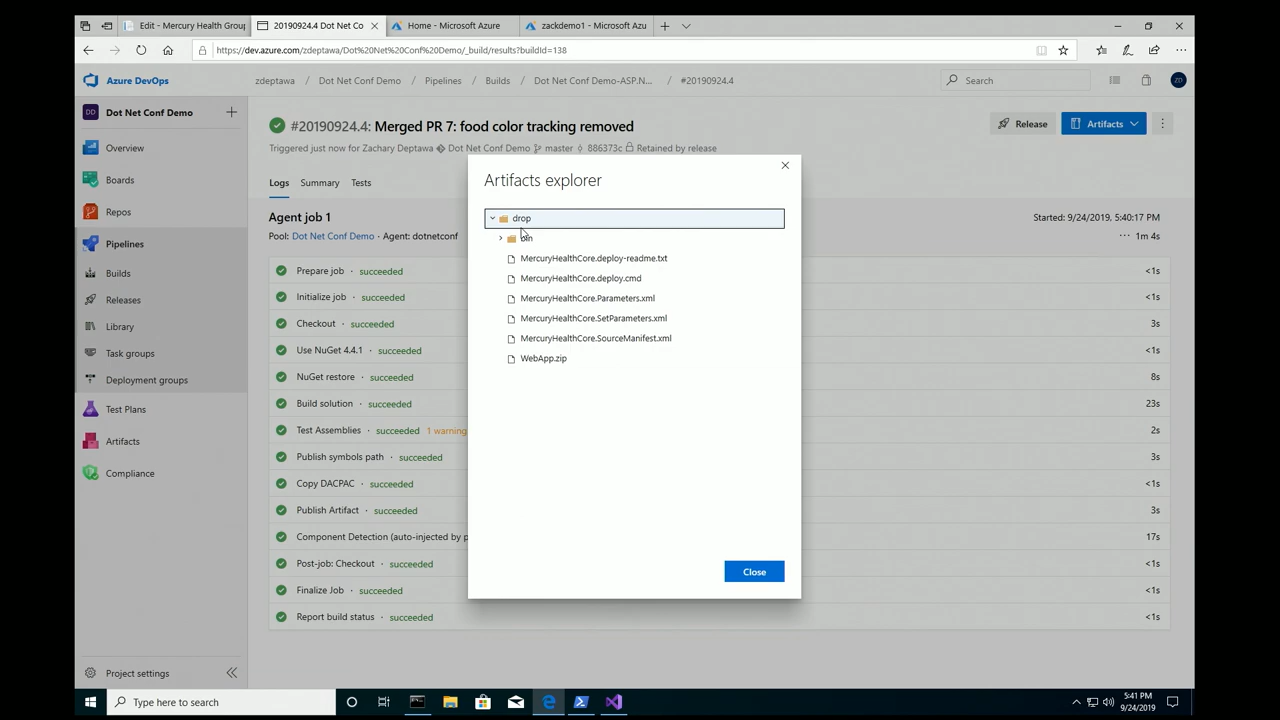 Edit - Mercury Health Group
20190924.4 Dot Net Co
Home - Microsoft Azure
zackdemo1 - Microsoft Azu
https://dev.azure.com/zdeptawa/Dot%20Net%20Conf%20Demo/_build/results?buildId=138
Azure DevOps
zdeptawa / Dot Net Conf Demo / Pipelines / Builds / Dot Net Conf Demo-ASP.N... / #20190924.4
Search
ZD
DN Dot Net Conf Demo
Overview
Boards
Repos
Pipelines
Builds
Releases
Library
Task groups
Deployment groups
Test Plans
Artifacts
Compliance
Project settings
#20190924.4: Merged PR 7: food color tracking removed
Release
Artifacts
Triggered just now for Zachary Deptawa Dot Net Conf Demo master 886373c Retained by release
Logs Summary Tests
Agent job 1
Started: 9/24/2019, 5:40:17 PM
Pool: Dot Net Conf Demo · Agent: dotnetconf
··· 1m 4s
Prepare job · succeeded <1s
Initialize job · succeeded <1s
Checkout · succeeded 3s
Use NuGet 4.4.1 · succeeded <1s
NuGet restore · succeeded 8s
Build solution · succeeded 23s
Test Assemblies · succeeded 1 warning 2s
Publish symbols path · succeeded 3s
Copy DACPAC · succeeded <1s
Publish Artifact · succeeded 3s
Component Detection (auto-injected by p 17s
Post-job: Checkout · succeeded <1s
Finalize Job · succeeded <1s
Report build status · succeeded <1s
Artifacts explorer
drop
bin
MercuryHealthCore.deploy-readme.txt
MercuryHealthCore.deploy.cmd
MercuryHealthCore.Parameters.xml
MercuryHealthCore.SetParameters.xml
MercuryHealthCore.SourceManifest.xml
WebApp.zip
Close
Type here to search
5:41 PM
9/24/2019